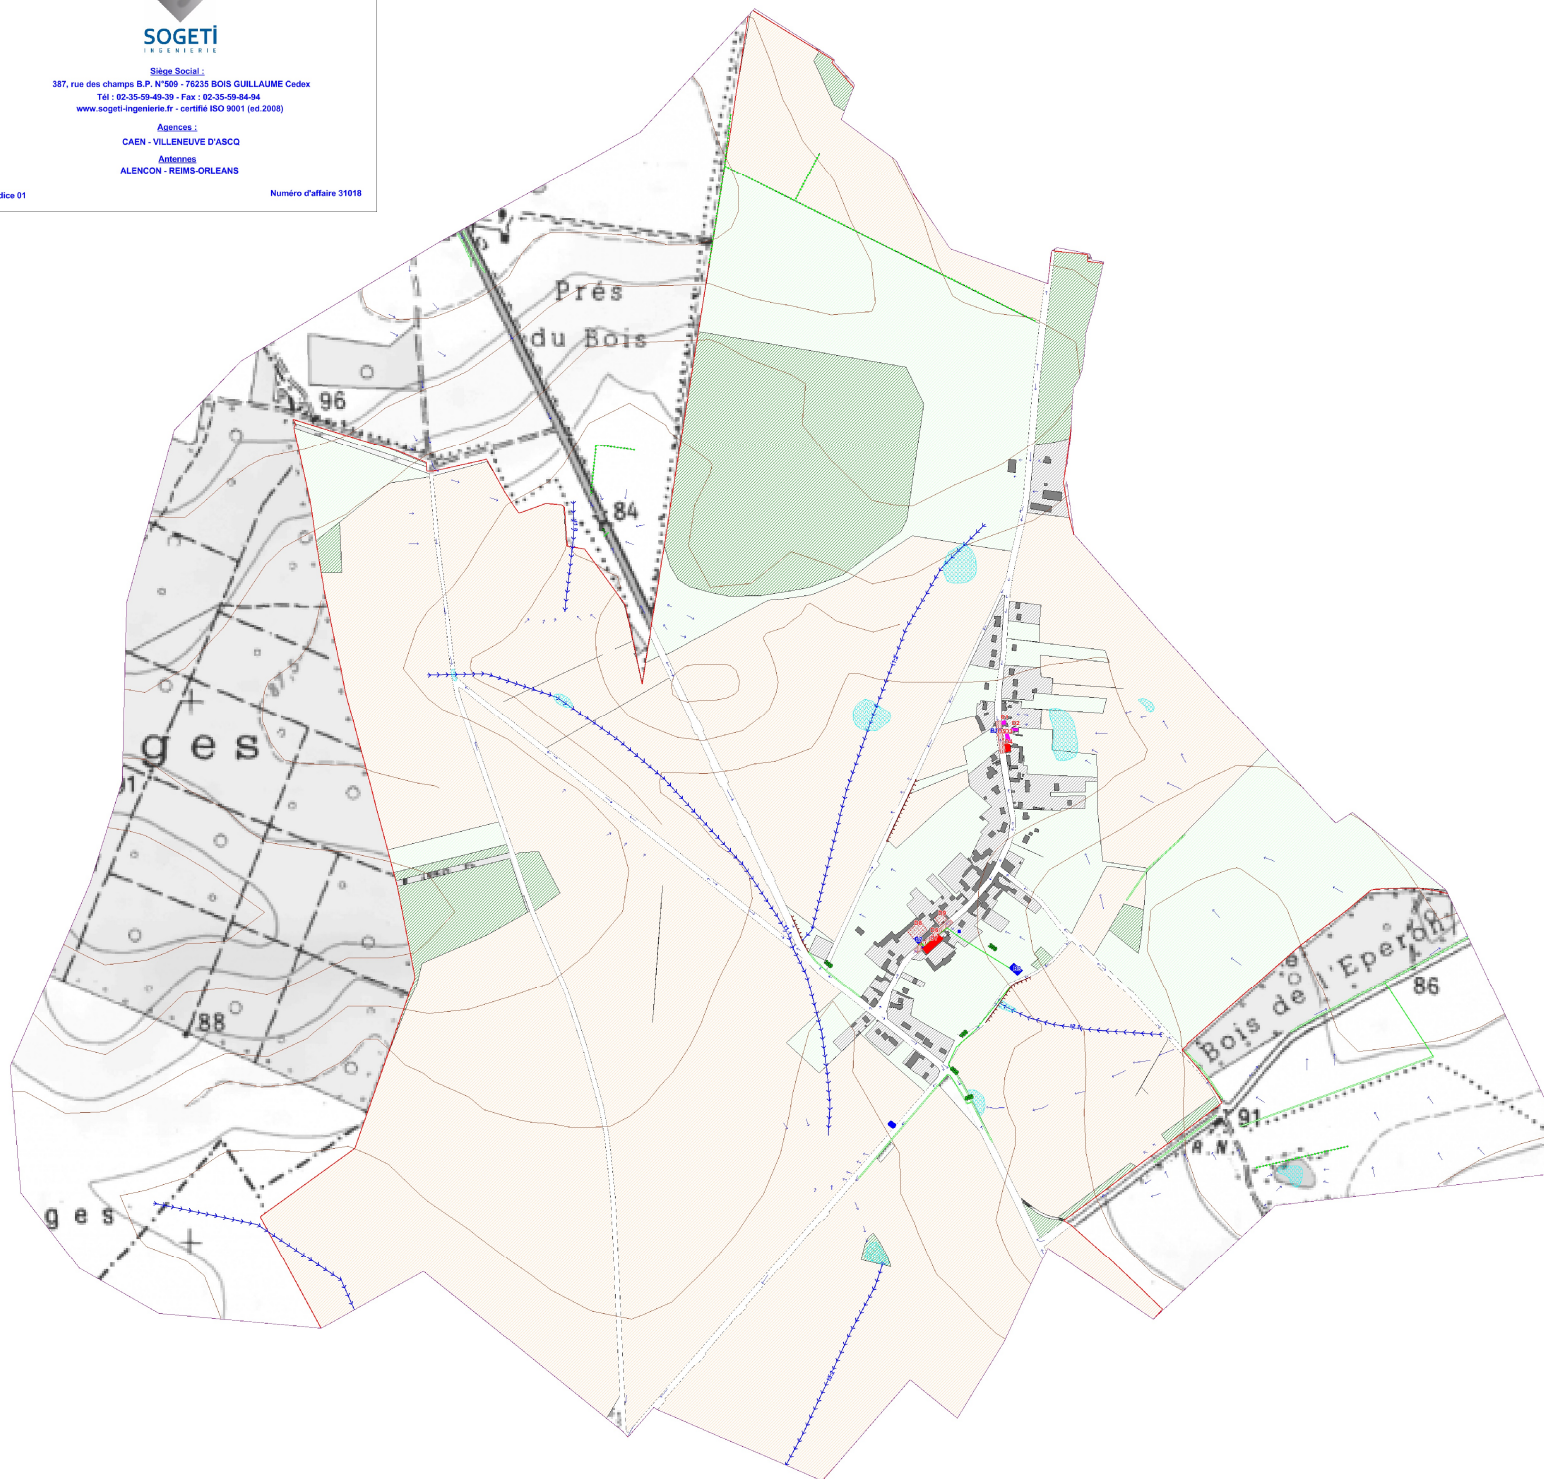 SOGETI
INGENIERIE
Siège Social :
387, rue des champs B.P. N°509 - 76235 BOIS GUILLAUME Cedex
Tél : 02-35-59-49-39 - Fax : 02-35-59-84-94
www.sogeti-ingenierie.fr - certifié ISO 9001 (ed.2008)
Agences :
CAEN - VILLENEUVE D'ASCQ
Antennes
ALENCON - REIMS-ORLEANS
dice 01
Numéro d'affaire 31018
Prés
du Bois
96
84
ges
88
ges
Bois de l'Eperon
86
91